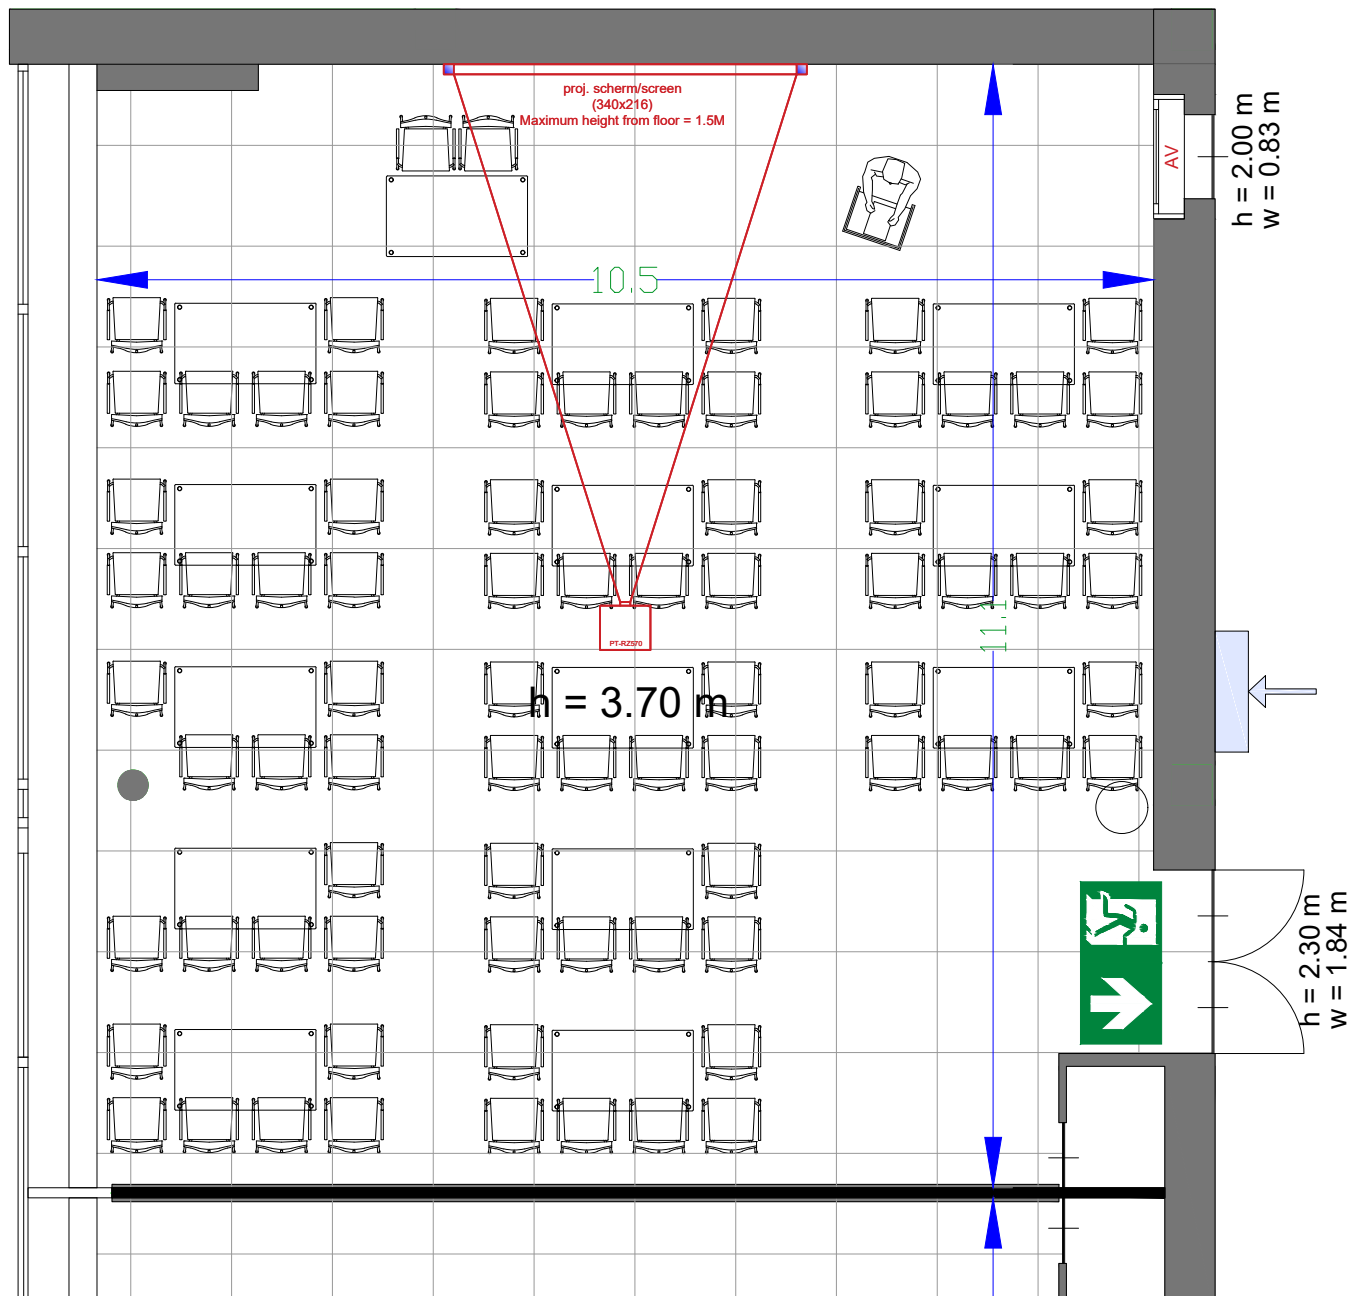 proj. scherm/screen
(340x216)
Maximum height from floor = 1.5M
AV
h = 2.00 m
w = 0.83 m
10.5
11.1
PT-RZ570
h = 3.70 m
h = 2.30 m
w = 1.84 m